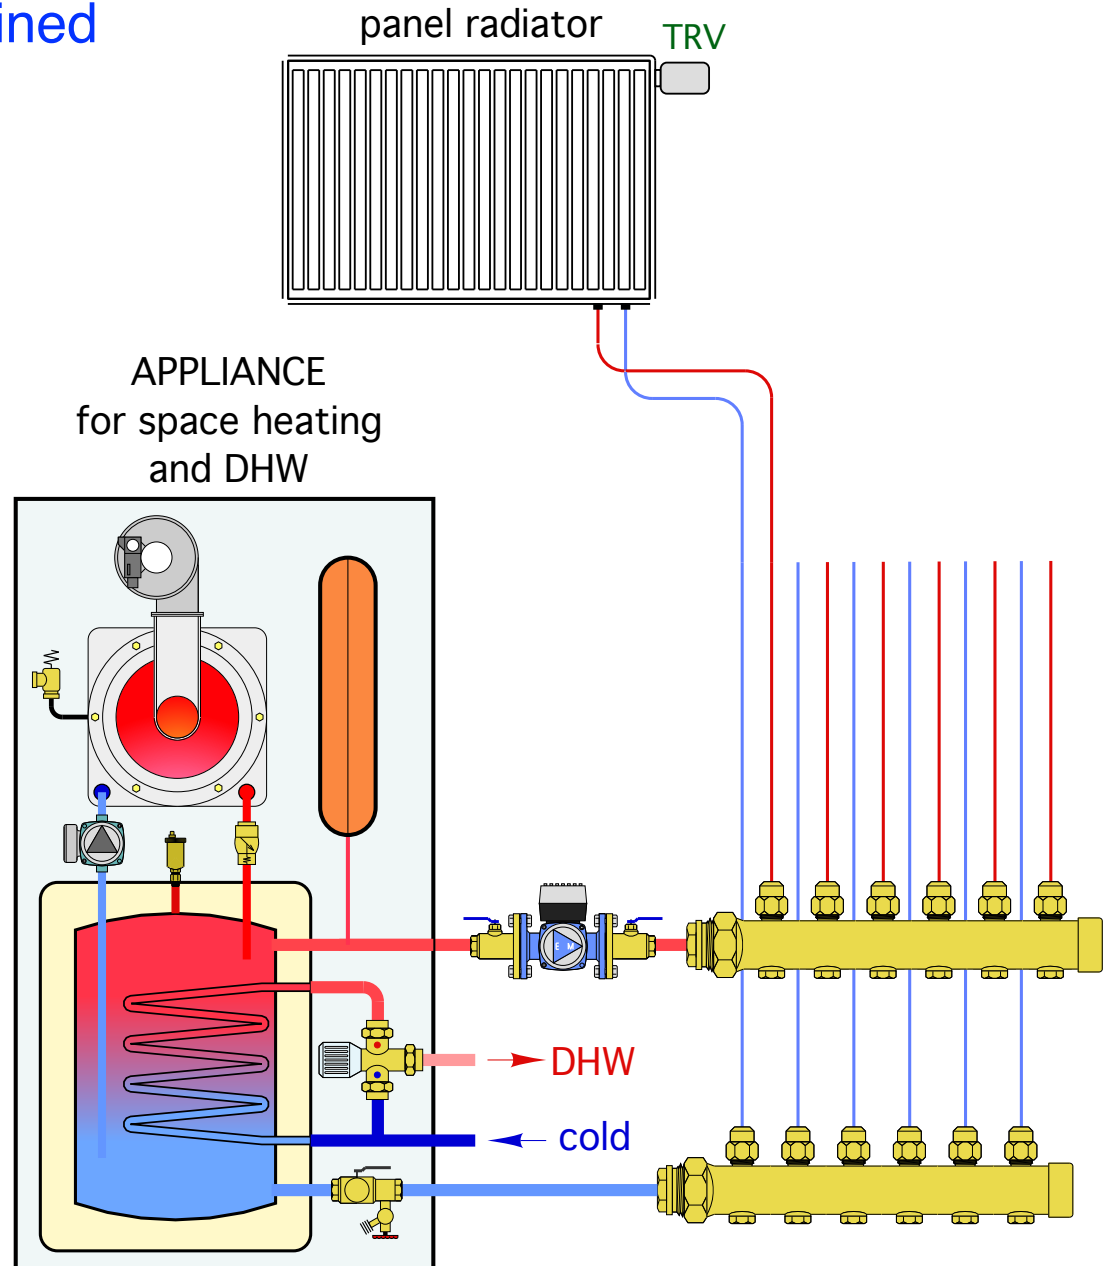 ined
panel radiator
TRV
APPLIANCE
for space heating
and DHW
E M
DHW
cold